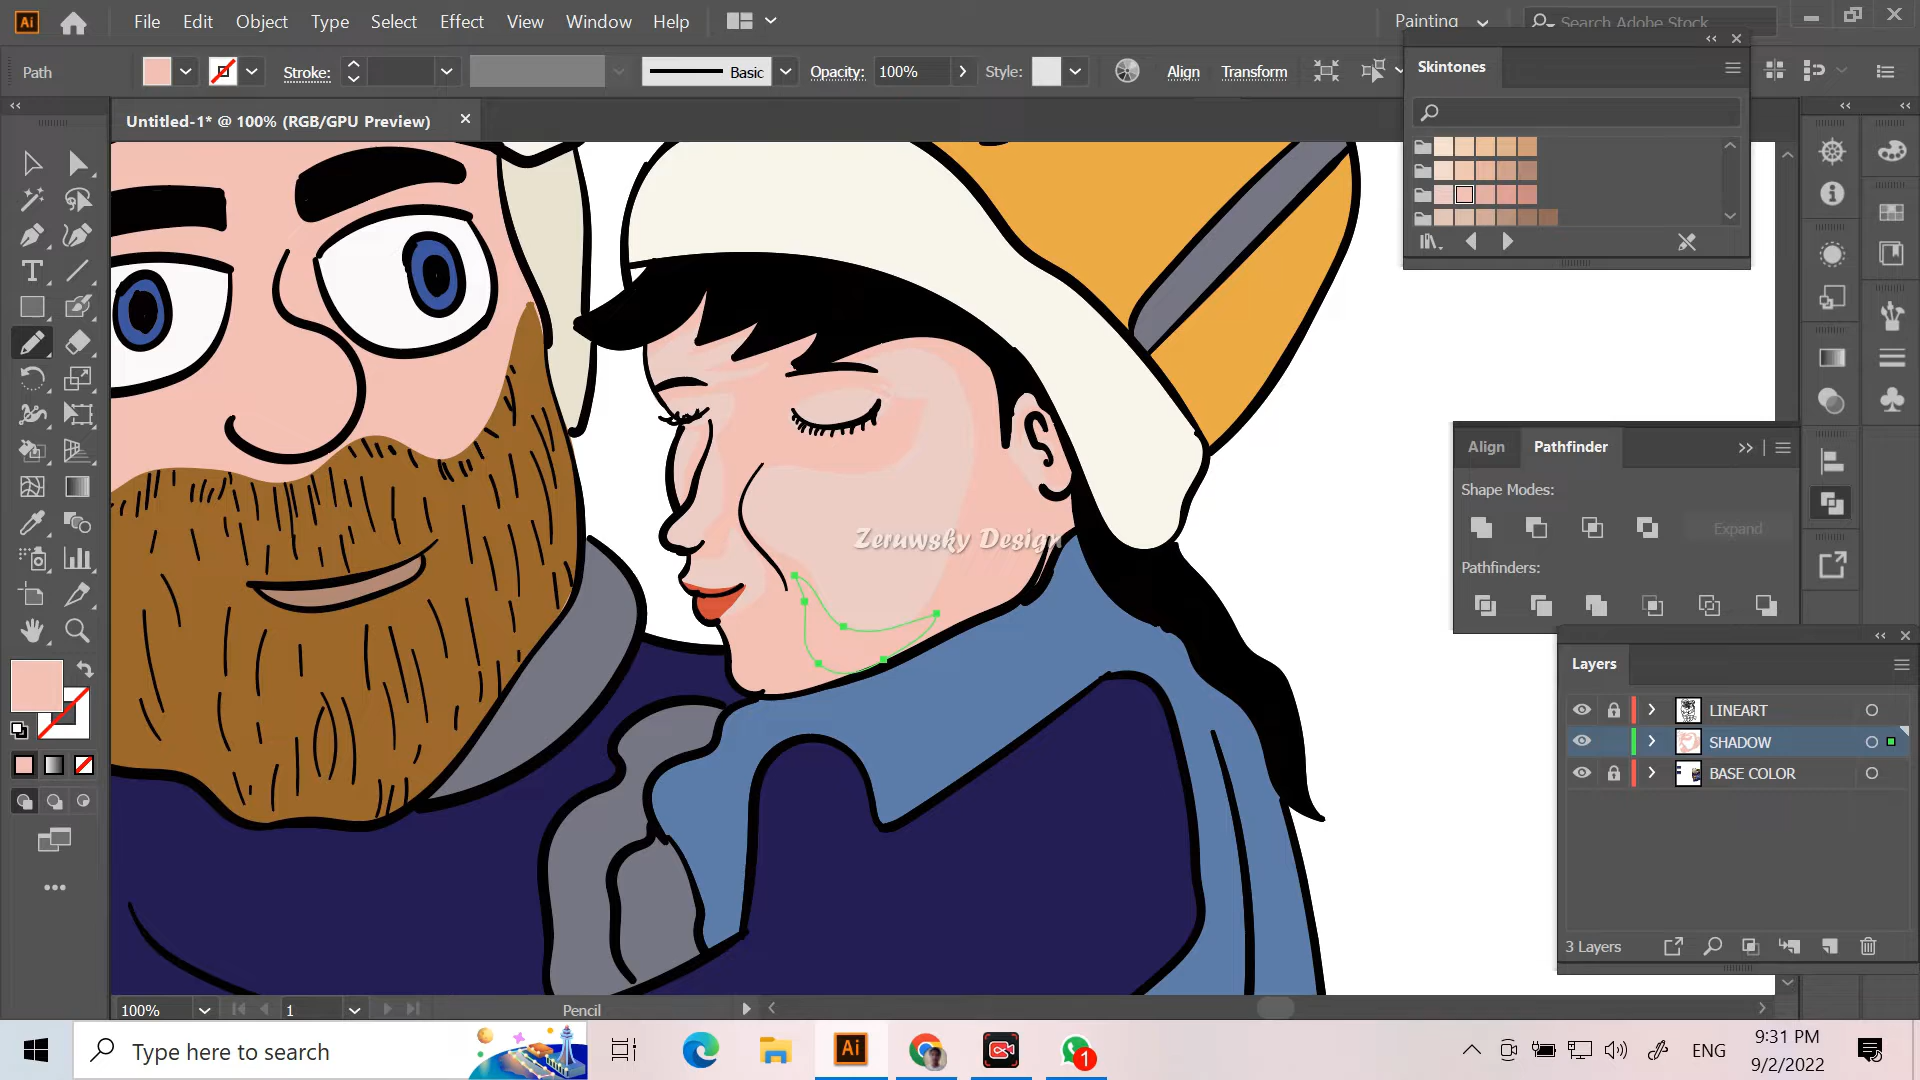 Ai File Edit Object Type Select Effect View Window Help Painting Search Adobe Stock
Path Stroke: Basic Opacity: 100% Style: Align Transform
Skintones
Untitled-1* @ 100% (RGB/GPU Preview)
Align Pathfinder
Shape Modes:
Expand
Pathfinders:
Zeruwsky Design
Layers
LINEART
SHADOW
BASE COLOR
3 Layers
100% 1 Pencil
Type here to search
Ai
1
ENG
9:31 PM
9/2/2022